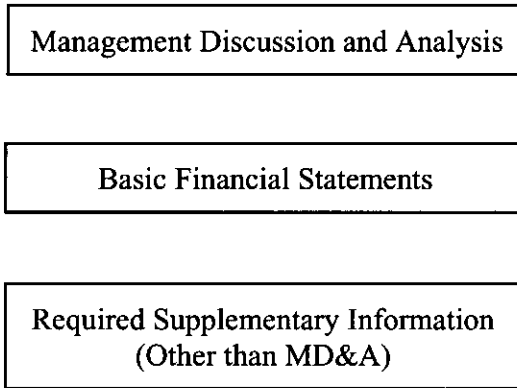 Management Discussion and Analysis
Basic Financial Statements
Required Supplementary Information
(Other than MD&A)